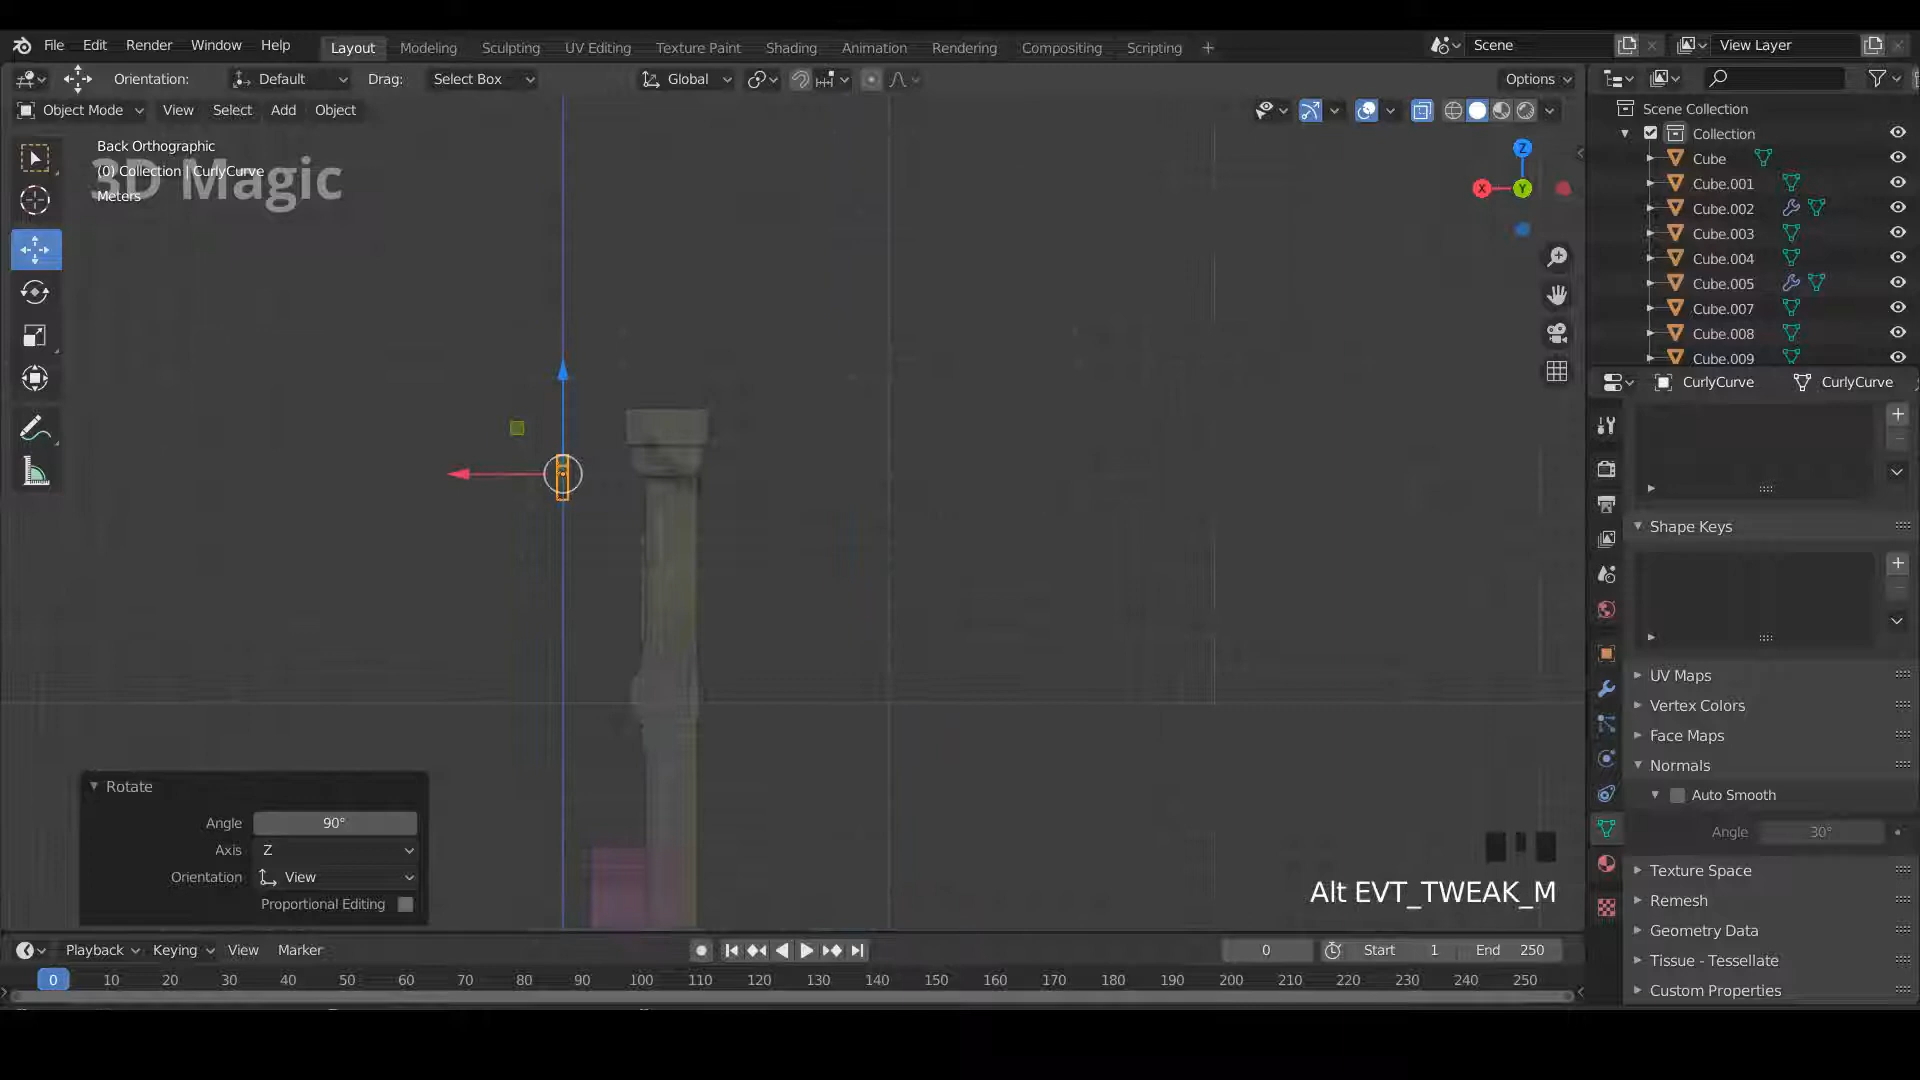 File Edit Render Window Help
Layout Modeling Sculpting UV Editing Texture Paint Shading Animation Rendering Compositing Scripting +
Scene
View Layer
Orientation: Default Drag: Select Box
Global
Options
Object Mode View Select Add Object
Back Orthographic
(0) Collection | CurlyCurve
Meters
3D Magic
Z
X
Y
Scene Collection
Collection
Cube
Cube.001
Cube.002
Cube.003
Cube.004
Cube.005
Cube.007
Cube.008
Cube.009
CurlyCurve CurlyCurve
Shape Keys
UV Maps
Vertex Colors
Face Maps
Normals
Auto Smooth
Angle 30°
Texture Space
Remesh
Geometry Data
Tissue - Tessellate
Custom Properties
Rotate
Angle 90°
Axis Z
Orientation View
Proportional Editing
Alt EVT_TWEAK_M
Playback Keying View Marker
0 Start 1 End 250
0 10 20 30 40 50 60 70 80 90 100 110 120 130 140 150 160 170 180 190 200 210 220 230 240 250